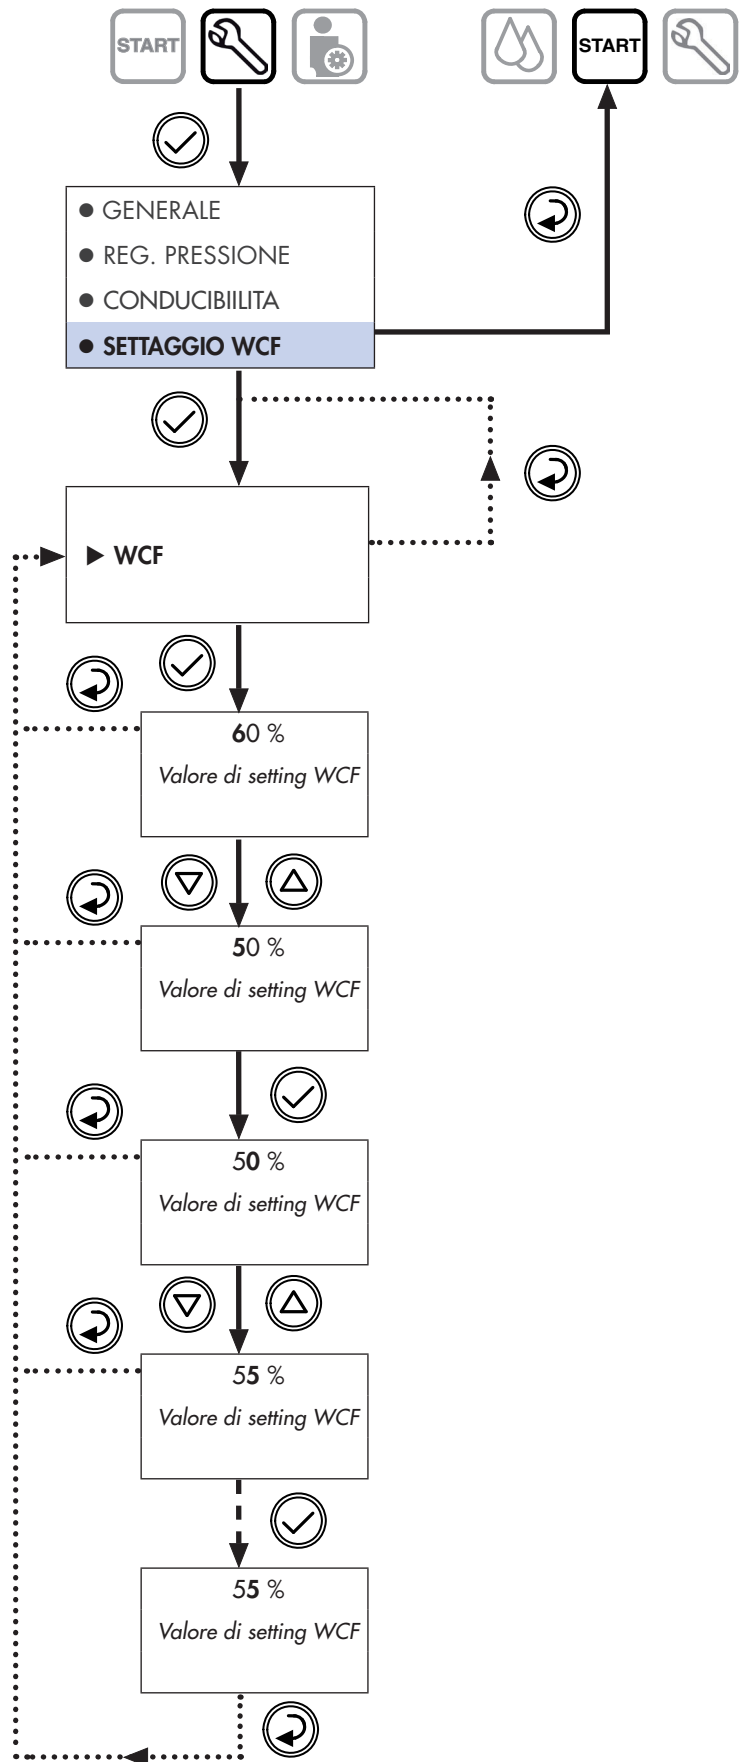 START
START
● GENERALE
● REG. PRESSIONE
● CONDUCIBIILITA
● SETTAGGIO WCF
▶ WCF
60 %
Valore di setting WCF
50 %
Valore di setting WCF
50 %
Valore di setting WCF
55 %
Valore di setting WCF
55 %
Valore di setting WCF